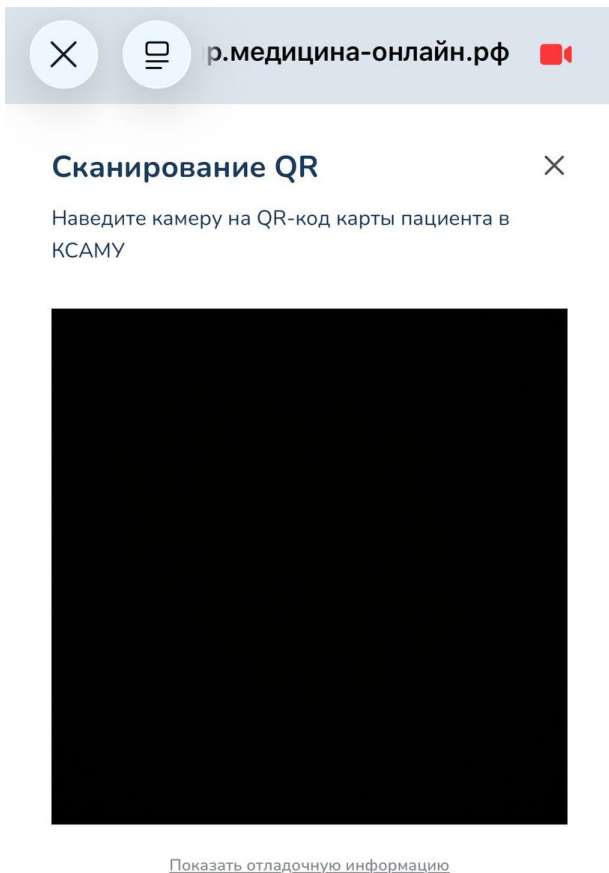 р.медицина-онлайн.рф
Сканирование QR
Наведите камеру на QR-код карты пациента в
КСАМУ
Показать отладочную информацию